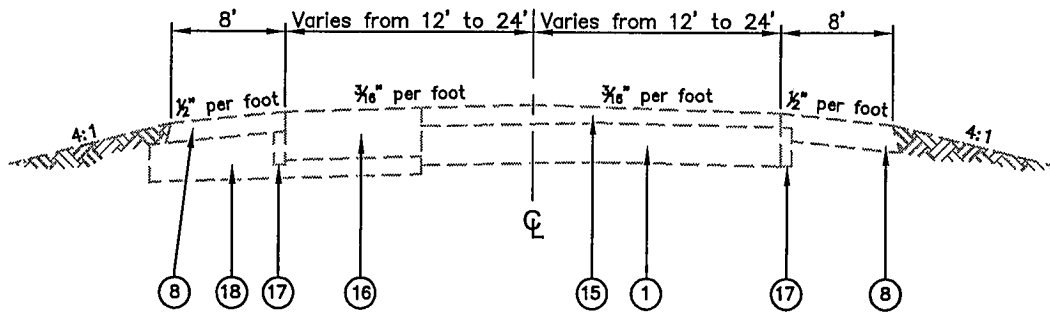 8' Varies from 12' to 24' Varies from 12' to 24' 8'
4:1 ½" per foot 3/16" per foot 3/16" per foot ½" per foot 4:1
℄
8 18 17 16 15 1 17 8